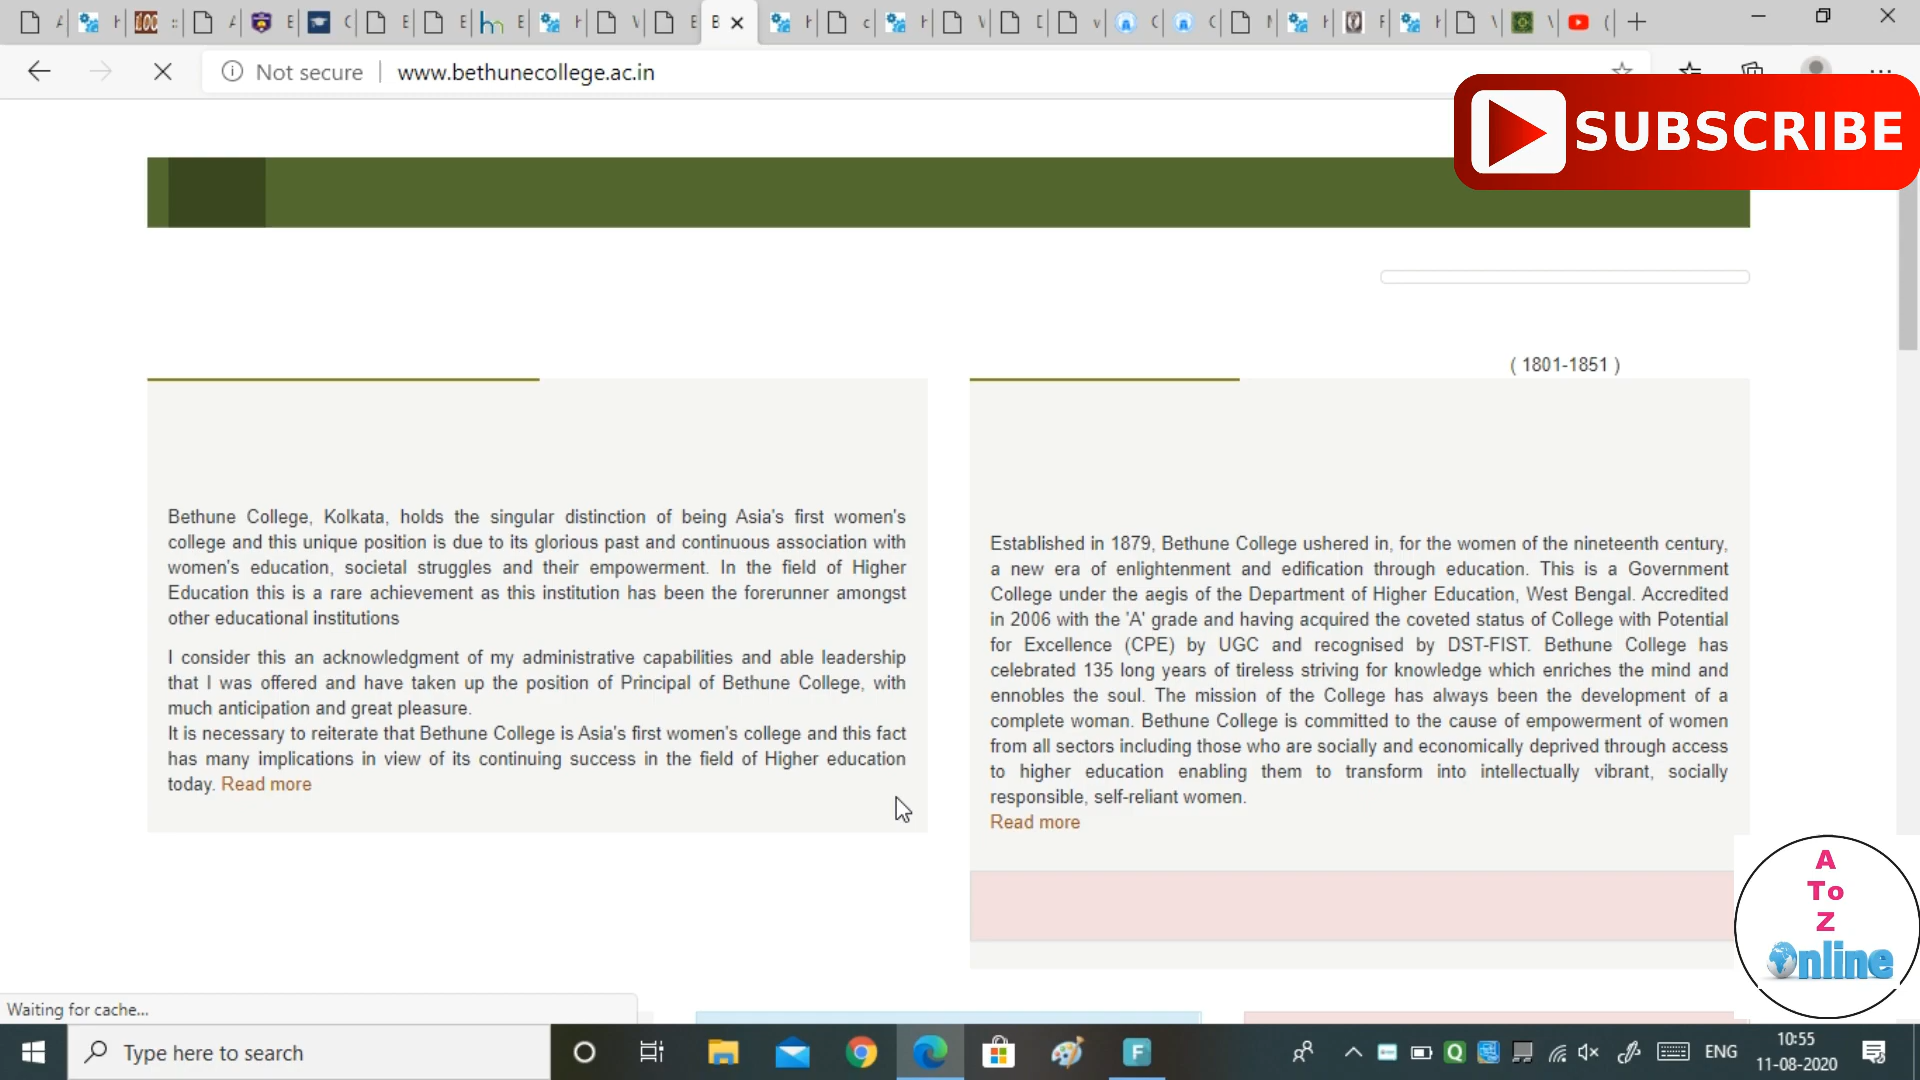 Not secure
www.bethunecollege.ac.in
SUBSCRIBE
( 1801-1851 )
Bethune College, Kolkata, holds the singular distinction of being Asia's first women's
college and this unique position is due to its glorious past and continuous association with
women's education, societal struggles and their empowerment. In the field of Higher
Education this is a rare achievement as this institution has been the forerunner amongst
other educational institutions
I consider this an acknowledgment of my administrative capabilities and able leadership
that I was offered and have taken up the position of Principal of Bethune College, with
much anticipation and great pleasure.
It is necessary to reiterate that Bethune College is Asia's first women's college and this fact
has many implications in view of its continuing success in the field of Higher education
today. Read more
Established in 1879, Bethune College ushered in, for the women of the nineteenth century,
a new era of enlightenment and edification through education. This is a Government
College under the aegis of the Department of Higher Education, West Bengal. Accredited
in 2006 with the 'A' grade and having acquired the coveted status of College with Potential
for Excellence (CPE) by UGC and recognised by DST-FIST. Bethune College has
celebrated 135 long years of tireless striving for knowledge which enriches the mind and
ennobles the soul. The mission of the College has always been the development of a
complete woman. Bethune College is committed to the cause of empowerment of women
from all sectors including those who are socially and economically deprived through access
to higher education enabling them to transform into intellectually vibrant, socially
responsible, self-reliant women.
Read more
A
To
Z
Online
Waiting for cache...
Type here to search
ENG
10:55
11-08-2020